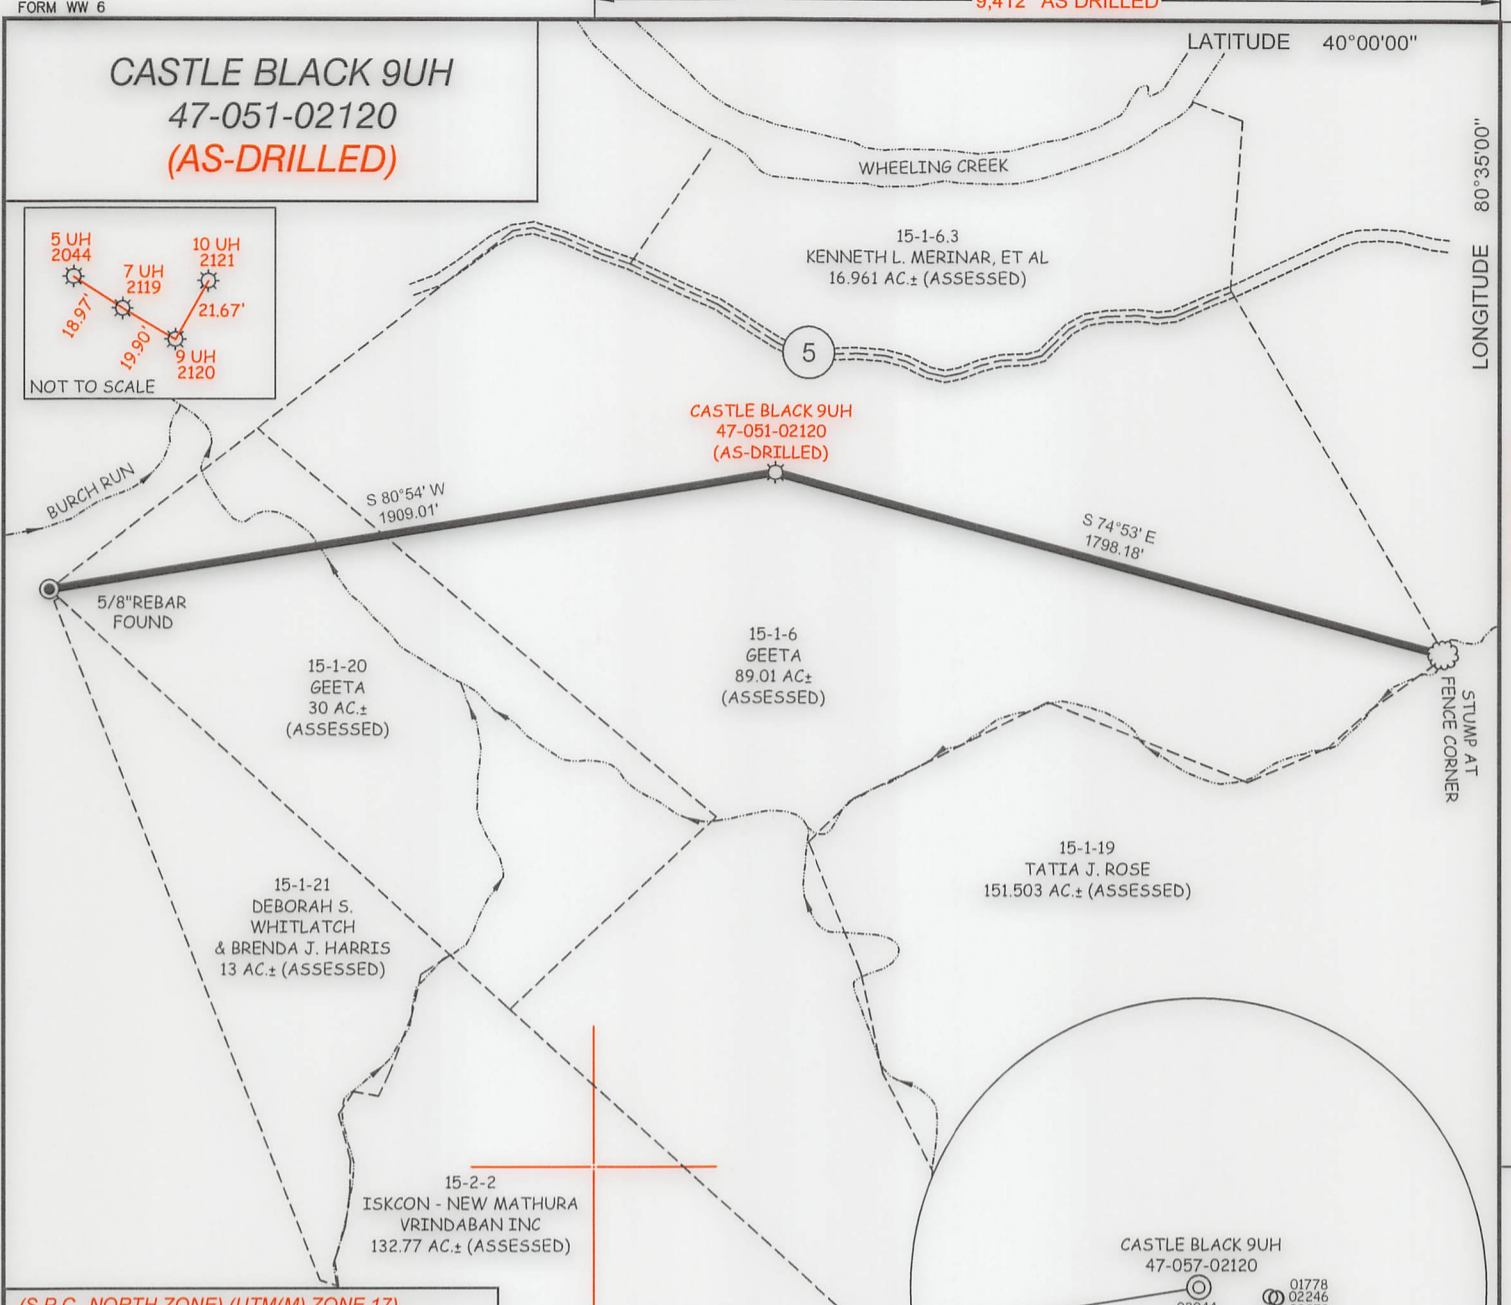 FORM WW 6
9,412' AS DRILLED
LATITUDE 40°00'00"
CASTLE BLACK 9UH
47-051-02120
(AS-DRILLED)
LONGITUDE 80°35'00"
WHEELING CREEK
5 UH
2044
7 UH
2119
10 UH
2121
18.97'
19.90'
21.67'
9 UH
2120
NOT TO SCALE
15-1-6.3
KENNETH L. MERINAR, ET AL
16.961 AC.± (ASSESSED)
5
CASTLE BLACK 9UH
47-051-02120
(AS-DRILLED)
BURCH RUN
S 80°54' W
1909.01'
S 74°53' E
1798.18'
5/8"REBAR
FOUND
15-1-20
GEETA
30 AC.±
(ASSESSED)
15-1-6
GEETA
89.01 AC±
(ASSESSED)
STUMP AT
FENCE CORNER
15-1-19
TATIA J. ROSE
151.503 AC.± (ASSESSED)
15-1-21
DEBORAH S.
WHITLATCH
& BRENDA J. HARRIS
13 AC.± (ASSESSED)
15-2-2
ISKCON - NEW MATHURA
VRINDABAN INC
132.77 AC.± (ASSESSED)
CASTLE BLACK 9UH
47-057-02120
01778
02246
(S.P.C. NORTH ZONE) (UTM(M) ZONE 17)